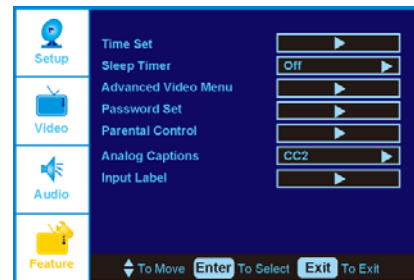 Setup
Video
Audio
Feature
Time Set
Sleep Timer Off
Advanced Video Menu
Password Set
Parental Control
Analog Captions CC2
Input Label
To Move Enter To Select Exit To Exit